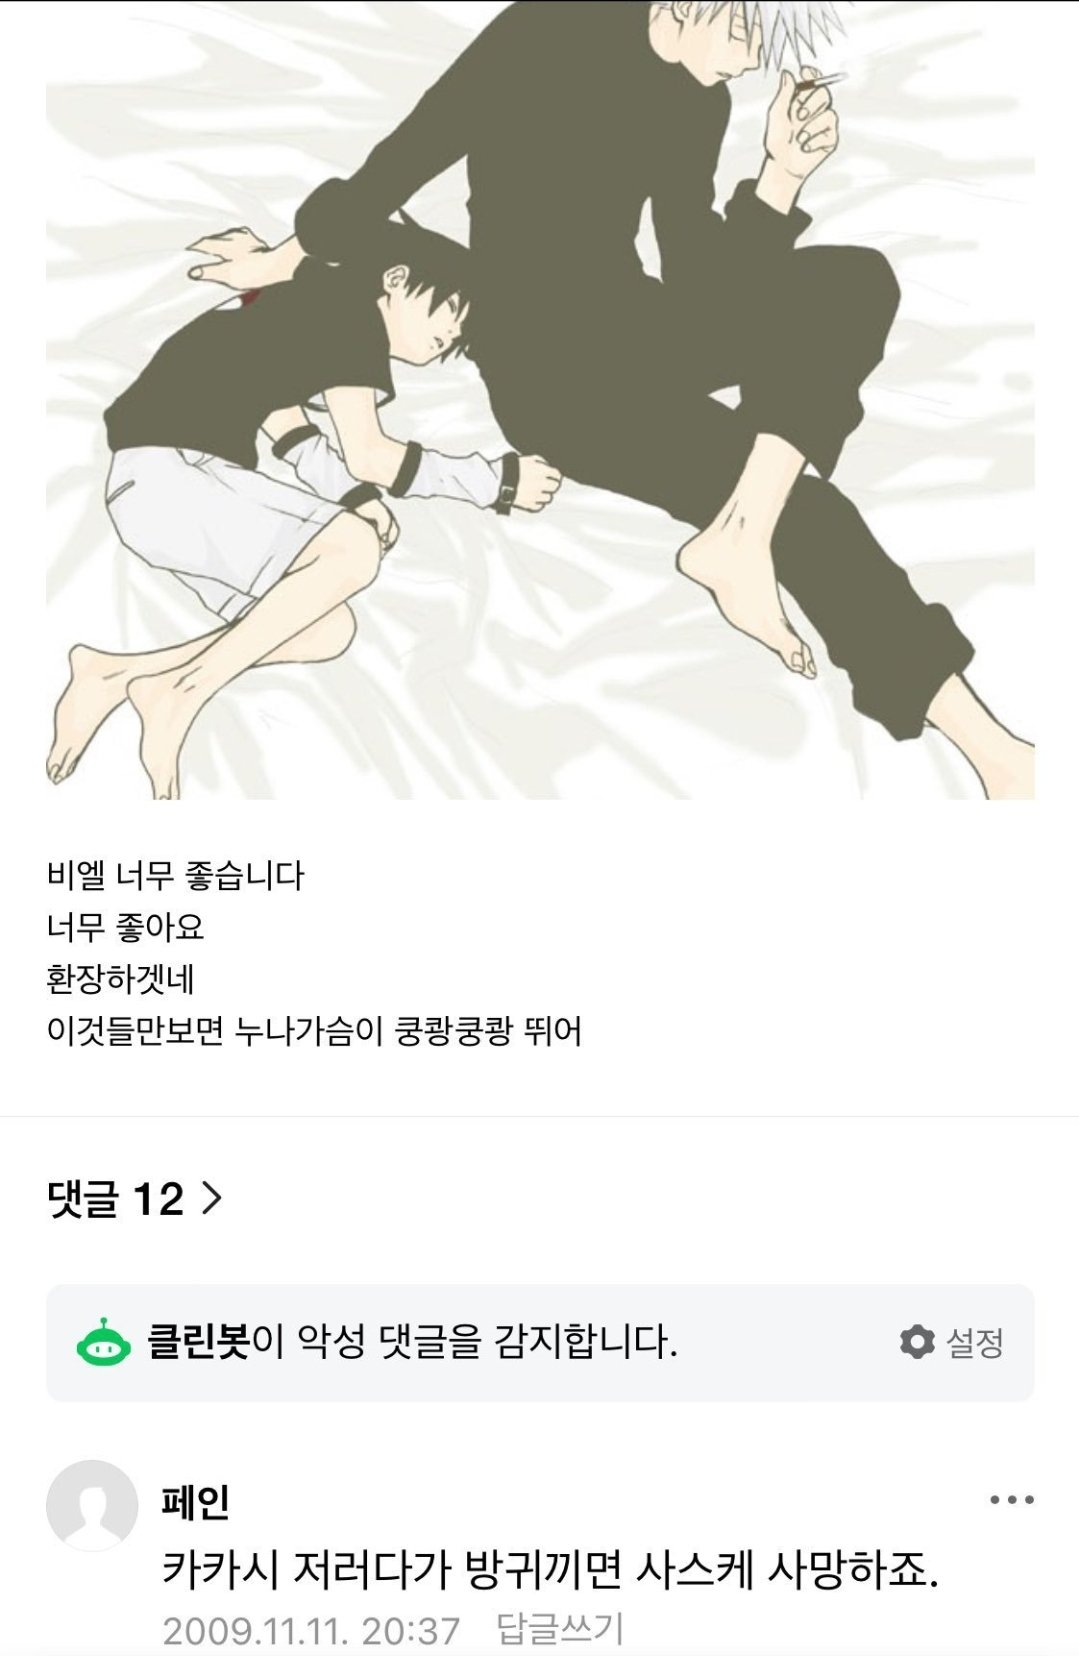 비엘 너무 좋습니다
너무 좋아요
환장하겟네
이것들만보면 누나가슴이 쿵쾅쿵쾅 뛰어
댓글 12 >
클린봇이 악성 댓글을 감지합니다.
설정
페인
카카시 저러다가 방귀끼면 사스케 사망하죠.
2009.11.11. 20:37 답글쓰기